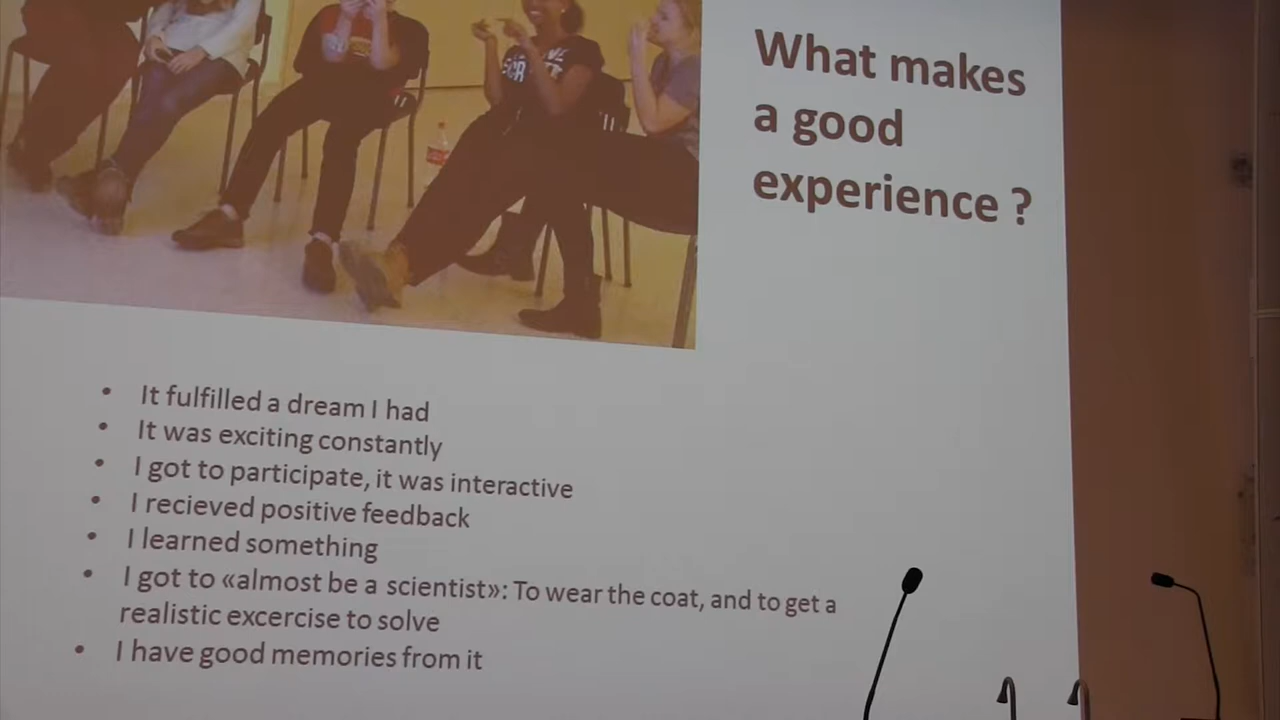 What makes
a good
experience ?
• It fulfilled a dream I had
• It was exciting constantly
• I got to participate, it was interactive
• I recieved positive feedback
• I learned something
• I got to «almost be a scientist»: To wear the coat, and to get a
realistic excercise to solve
• I have good memories from it